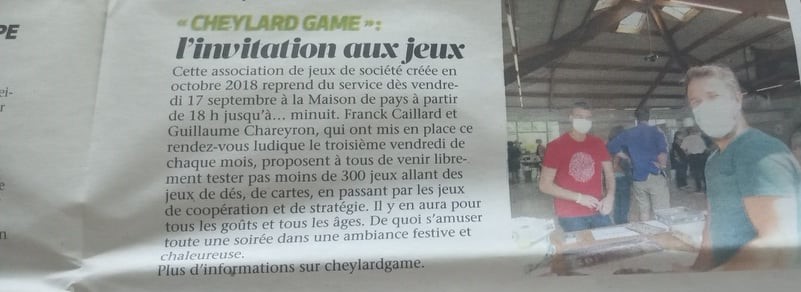 PE
ei-
r
e
n
« CHEYLARD GAME »:
l'invitation aux jeux
Cette association de jeux de société créée en
octobre 2018 reprend du service dès vendre-
di 17 septembre à la Maison de pays à partir
de 18 h jusqu'à... minuit. Franck Caillard et
Guillaume Chareyron, qui ont mis en place ce
rendez-vous ludique le troisième vendredi de
chaque mois, proposent à tous de venir libre-
ment tester pas moins de 300 jeux allant des
jeux de dés, de cartes, en passant par les jeux
de coopération et de stratégie. Il y en aura pour
tous les goûts et tous les âges. De quoi s'amuser
toute une soirée dans une ambiance festive et
chaleureuse.
Plus d'informations sur cheylardgame.